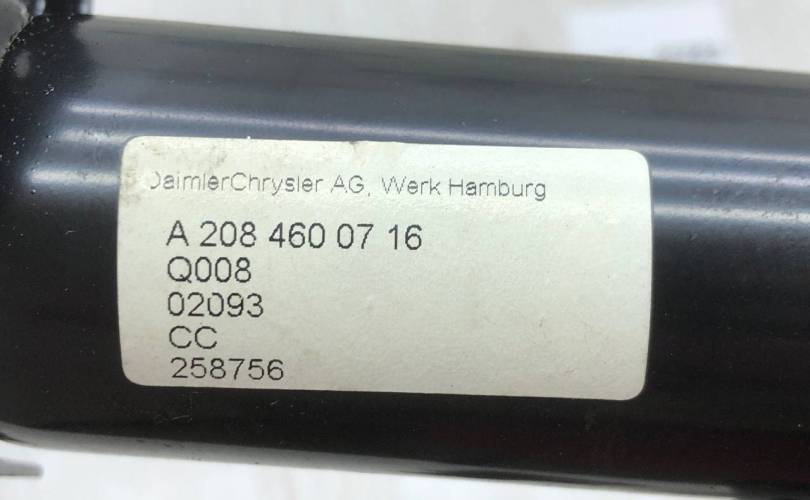 DaimlerChrysler AG, Werk Hamburg
A 208 460 07 16
Q008
02093
CC
258756